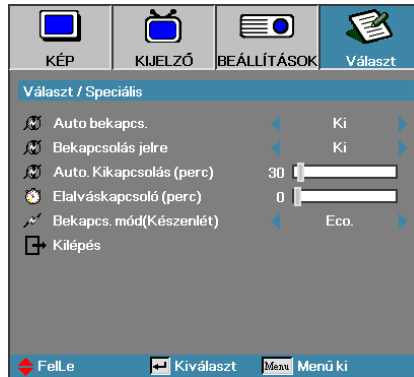 KÉP KIJELZŐ BEÁLLÍTÁSOK Választ
Választ / Speciális
Auto bekapcs. Ki
Bekapcsolás jelre Ki
Auto. Kikapcsolás (perc) 30
Elalváskapcsoló (perc) 0
Bekapcs. mód(Készenlét) Eco.
Kilépés
FelLe Kiválaszt Menu Menü ki